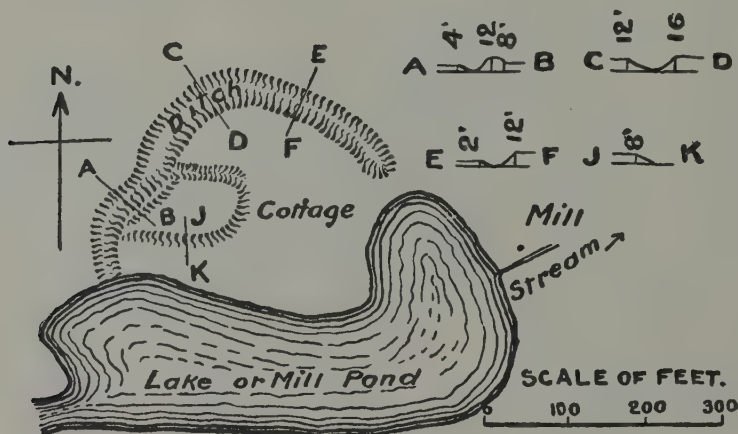 N.
C
E
Ditch
D
F
A
B J
K
Cottage
Mill
Stream
Lake or Mill Pond
4' 12' 8'
A B
12' 16
C D
2' 12'
E F
8'
J K
SCALE OF FEET.
0 100 200 300